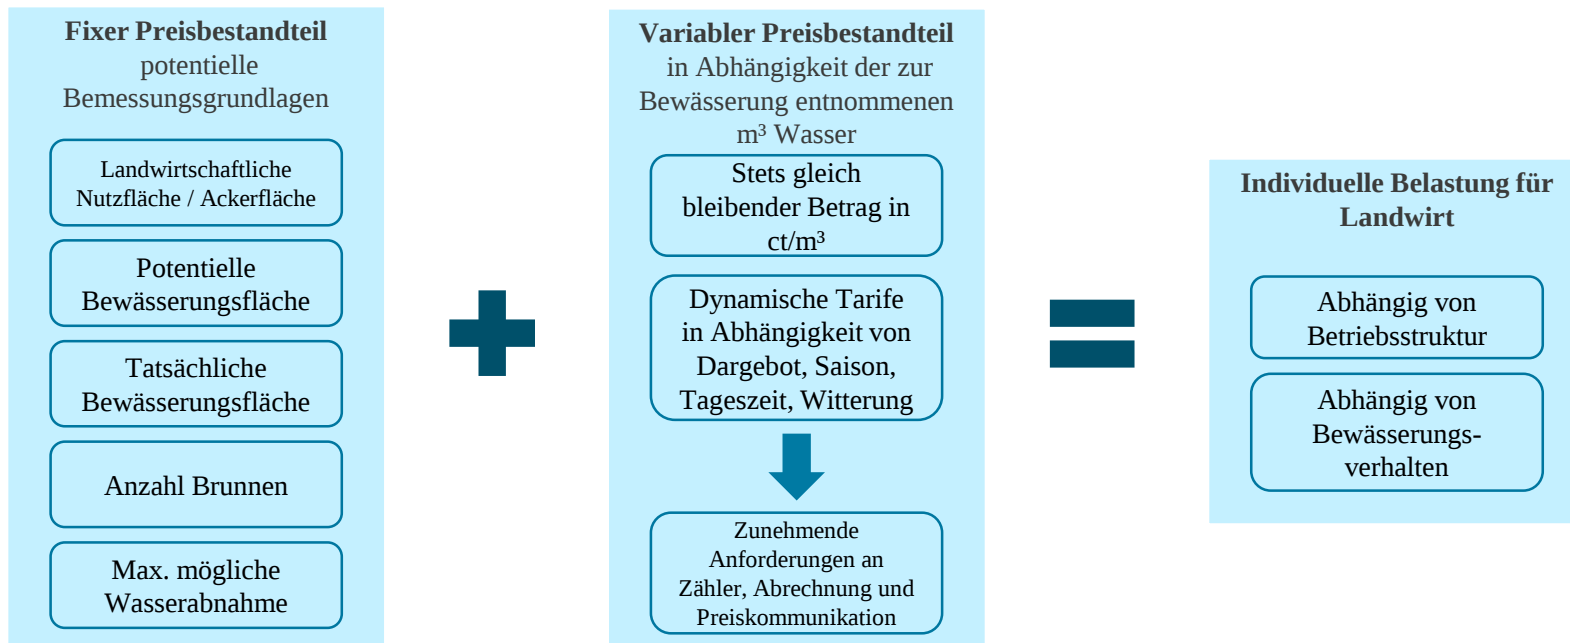 Fixer Preisbestandteil
potentielle
Bemessungsgrundlagen
Landwirtschaftliche
Nutzfläche / Ackerfläche
Potentielle
Bewässerungsfläche
Tatsächliche
Bewässerungsfläche
Anzahl Brunnen
Max. mögliche
Wasserabnahme
Variabler Preisbestandteil
in Abhängigkeit der zur
Bewässerung entnommenen
m³ Wasser
Stets gleich
bleibender Betrag in
ct/m³
Dynamische Tarife
in Abhängigkeit von
Dargebot, Saison,
Tageszeit, Witterung
Zunehmende
Anforderungen an
Zähler, Abrechnung und
Preiskommunikation
Individuelle Belastung für
Landwirt
Abhängig von
Betriebsstruktur
Abhängig von
Bewässerungs-
verhalten